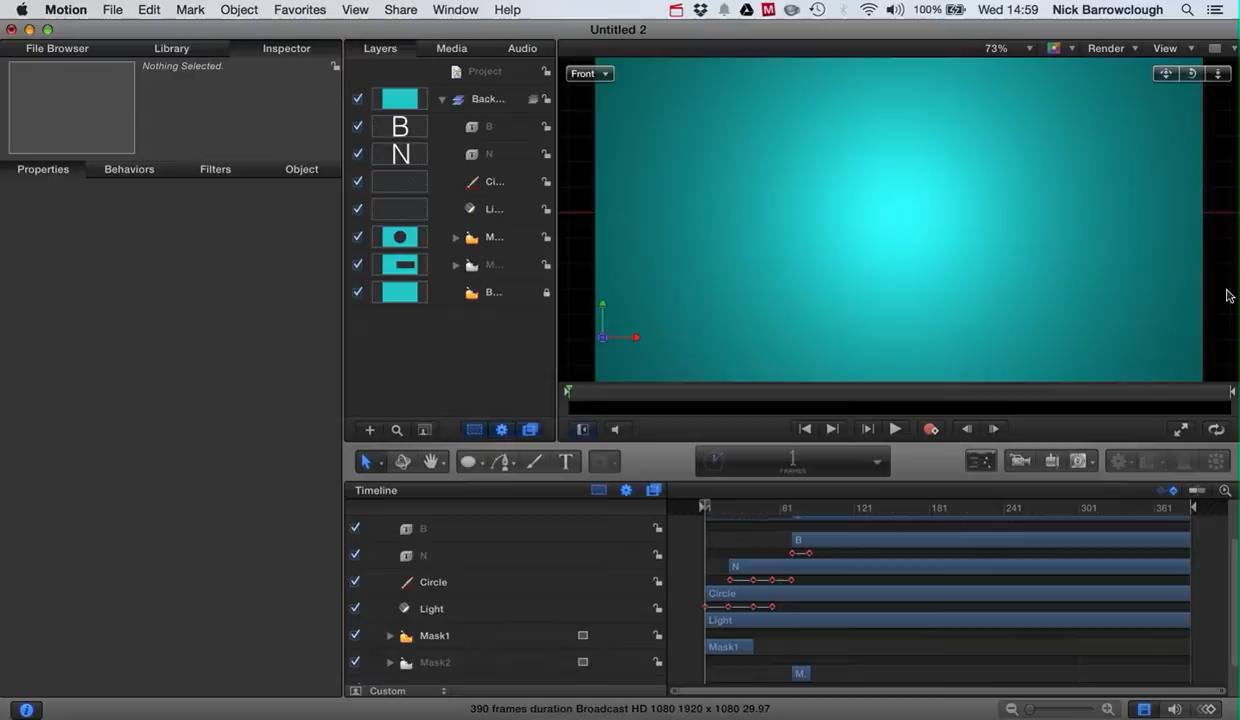 Motion File Edit Mark Object Favorites View Share Window Help 100% Wed 14:59 Nick Barrowclough
Untitled 2
File Browser Library Inspector Layers Media Audio 73% Render View
Nothing Selected.
Project
Front
Back...
B B
N N
Ci...
Li...
M...
M...
B...
Properties Behaviors Filters Object
T
1
FRAMES
Timeline
61 121 181 241 301 361
B B
N N
Circle Circle
Light Light
Mask1 Mask1
Mask2 M.
Custom
390 frames duration Broadcast HD 1080 1920 x 1080 29.97